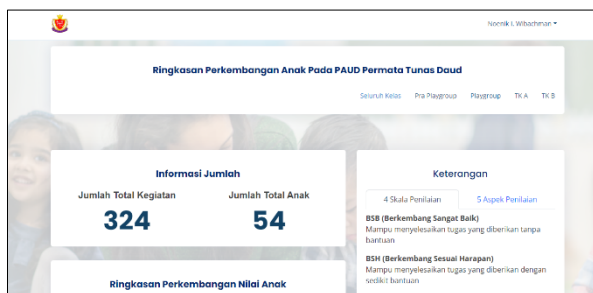 Noenik L Wibachman
Ringkasan Perkembangan Anak Pada PAUD Permata Tunas Daud
Seluruh Kelas Pra Playgroup Playgroup TK A TK B
Informasi Jumlah
Jumlah Total Kegiatan Jumlah Total Anak
324 54
Ringkasan Perkembangan Nilai Anak
Keterangan
4 Skala Penilaian 5 Aspek Penilaian
BSB (Berkembang Sangat Baik)
Mampu menyelesaikan tugas yang diberikan tanpa
bantuan
BSH (Berkembang Sesuai Harapan)
Mampu menyelesaikan tugas yang diberikan dengan
sedikit bantuan